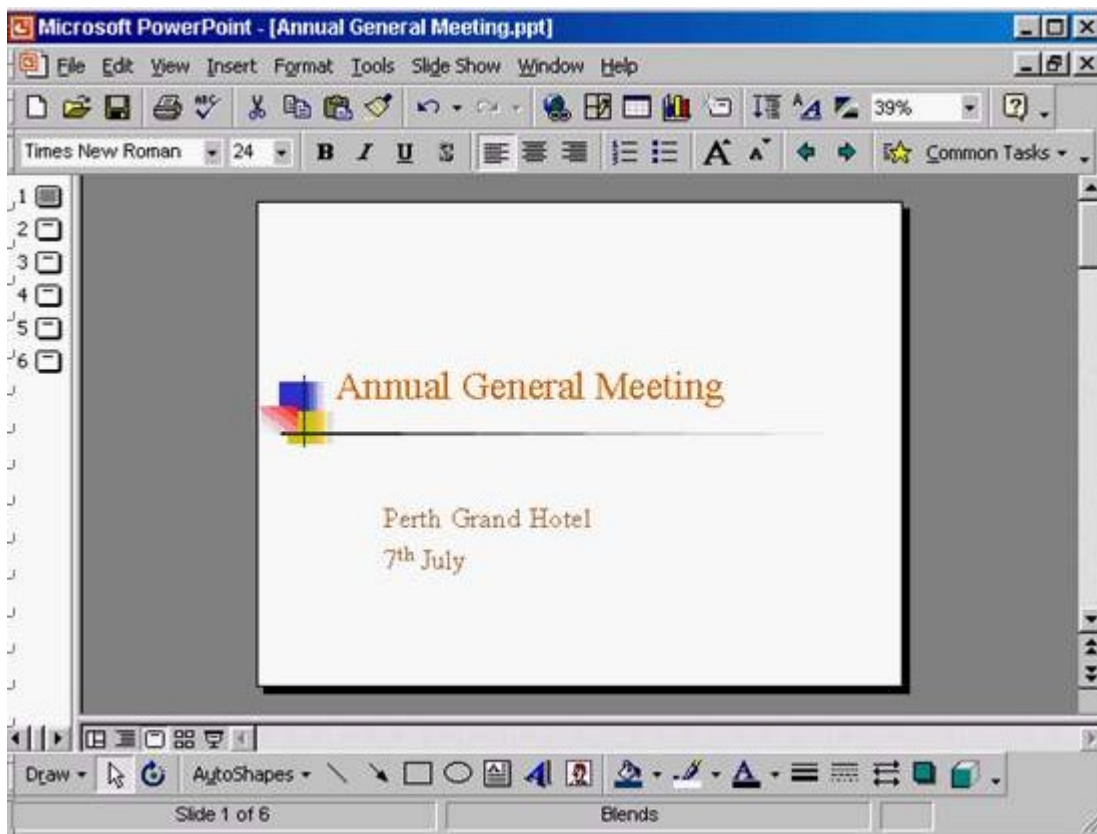 Microsoft PowerPoint - [Annual General Meeting.ppt]
File Edit View Insert Format Tools Slide Show Window Help
ABC A A 39% ?
Times New Roman 24 B I U S A A Common Tasks
1
2
3
4
5
6
Annual General Meeting
Perth Grand Hotel
7th July
Draw AutoShapes A A
Slide 1 of 6 Blends